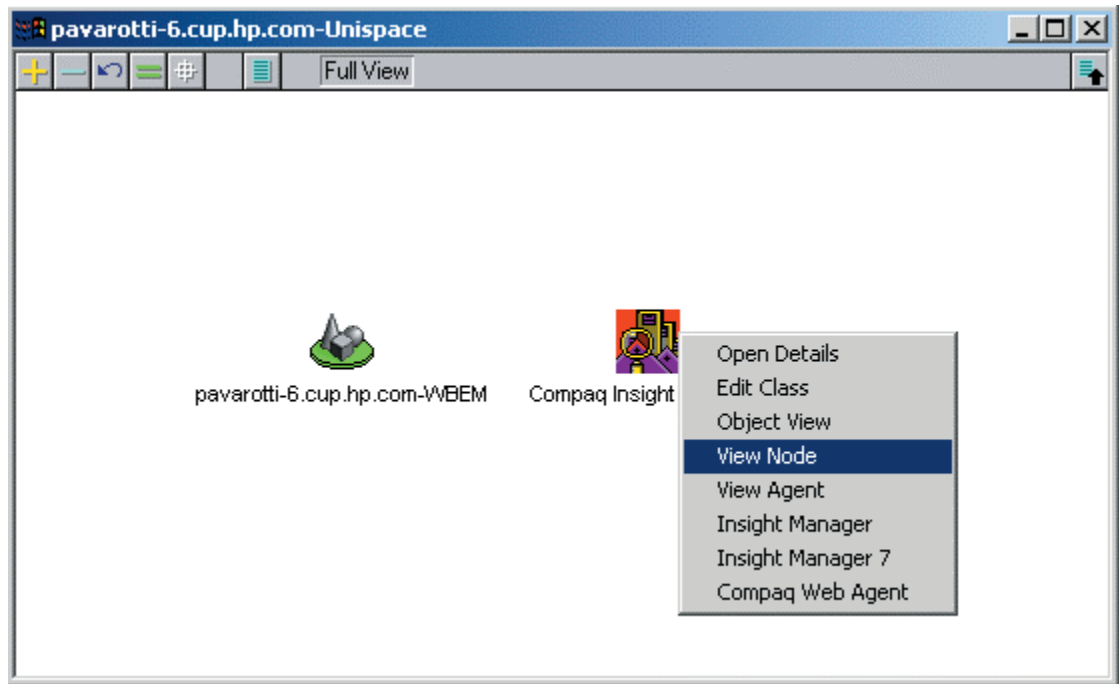 pavarotti-6.cup.hp.com-Unispace
Full View
pavarotti-6.cup.hp.com-WBEM
Compaq Insight
Open Details
Edit Class
Object View
View Node
View Agent
Insight Manager
Insight Manager 7
Compaq Web Agent